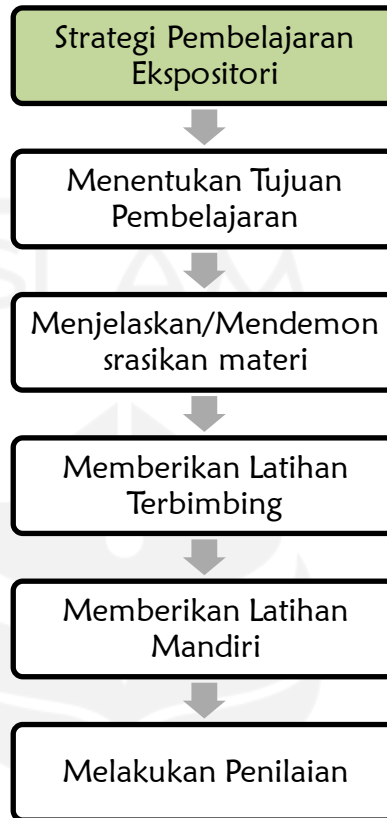 Strategi Pembelajaran
Ekspositori
Menentukan Tujuan
Pembelajaran
Menjelaskan/Mendemon
srasikan materi
Memberikan Latihan
Terbimbing
Memberikan Latihan
Mandiri
Melakukan Penilaian